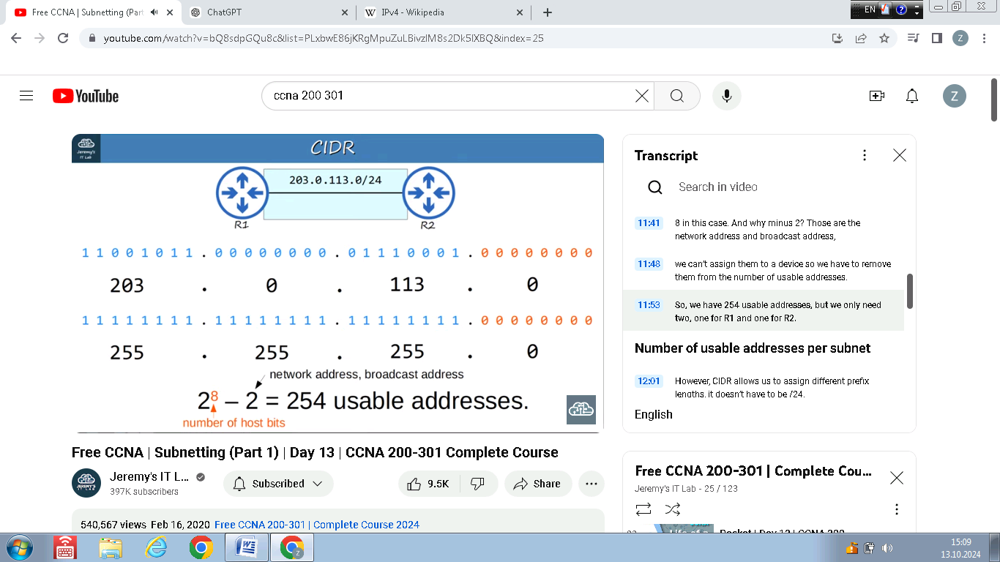 Free CCNA | Subnetting (Part
ChatGPT
IPv4 - Wikipedia
EN
youtube.com/watch?v=bQ8sdpGQu8c&list=PLxbwE86jKRgMpuZuLBivzlM8s2Dk5lXBQ&index=25
Z
YouTube
ccna 200 301
Z
Jeremy's
IT Lab
CIDR
203.0.113.0/24
R1
R2
1 1 0 0 1 0 1 1 . 0 0 0 0 0 0 0 0 . 0 1 1 1 0 0 0 1 . 0 0 0 0 0 0 0 0
203 . 0 . 113 . 0
1 1 1 1 1 1 1 1 . 1 1 1 1 1 1 1 1 . 1 1 1 1 1 1 1 1 . 0 0 0 0 0 0 0 0
255 . 255 . 255 . 0
network address, broadcast address
2⁸ – 2 = 254 usable addresses.
number of host bits
Transcript
Search in video
11:41 8 in this case. And why minus 2? Those are the
network address and broadcast address,
11:48 we can't assign them to a device so we have to remove
them from the number of usable addresses.
11:53 So, we have 254 usable addresses, but we only need
two, one for R1 and one for R2.
Number of usable addresses per subnet
12:01 However, CIDR allows us to assign different prefix
lengths, it doesn't have to be /24.
English
Free CCNA | Subnetting (Part 1) | Day 13 | CCNA 200-301 Complete Course
JEREMY'S
IT LAB
Jeremy's IT L...
397K subscribers
Subscribed
9.5K
Share
540,567 views Feb 16, 2020 Free CCNA 200-301 | Complete Course 2024
Free CCNA 200-301 | Complete Cou...
Jeremy's IT Lab - 25 / 123
Life of a
Packet | Day 12 | CCNA 200
15:09
13.10.2024